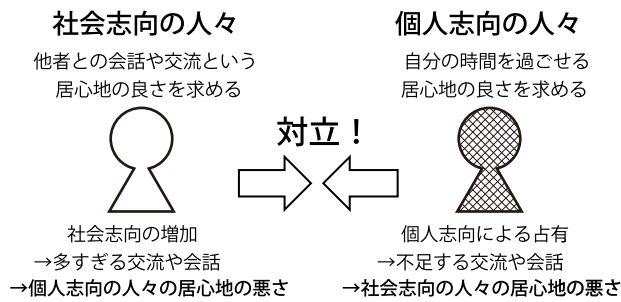 社会志向の人々
他者との会話や交流という
居心地の良さを求める
個人志向の人々
自分の時間を過ごせる
居心地の良さを求める
対立！
社会志向の増加
→多すぎる交流や会話
→個人志向の人々の居心地の悪さ
個人志向による占有
→不足する交流や会話
→社会志向の人々の居心地の悪さ